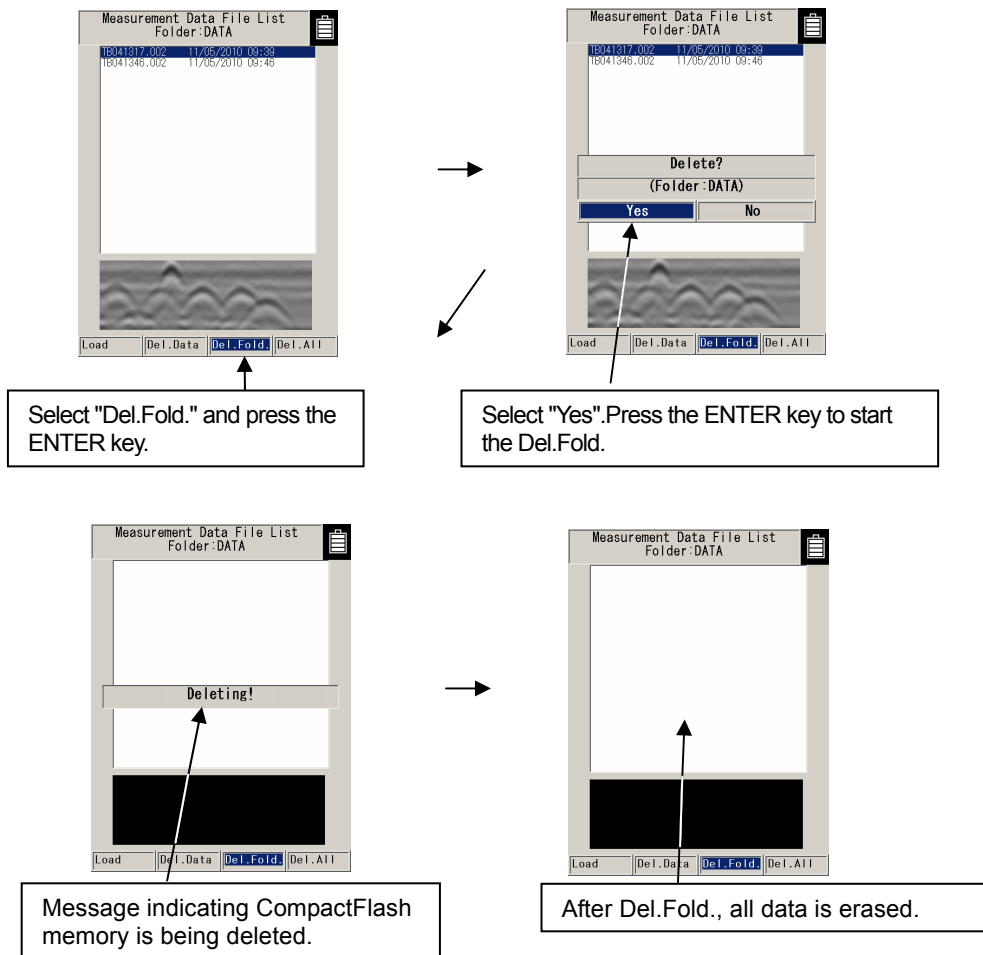 Measurement Data File List
Folder:DATA
TB041317.002 11/05/2010 09:39
TB041346.002 11/05/2010 09:46
Load Del.Data Del.Fold. Del.All
Select "Del.Fold." and press the
ENTER key.
Measurement Data File List
Folder:DATA
TB041317.002 11/05/2010 09:39
TB041346.002 11/05/2010 09:46
Delete?
(Folder:DATA)
Yes No
Load Del.Data Del.Fold. Del.All
Select "Yes".Press the ENTER key to start
the Del.Fold.
Measurement Data File List
Folder:DATA
Deleting!
Load Del.Data Del.Fold. Del.All
Message indicating CompactFlash
memory is being deleted.
Measurement Data File List
Folder:DATA
Load Del.Data Del.Fold. Del.All
After Del.Fold., all data is erased.